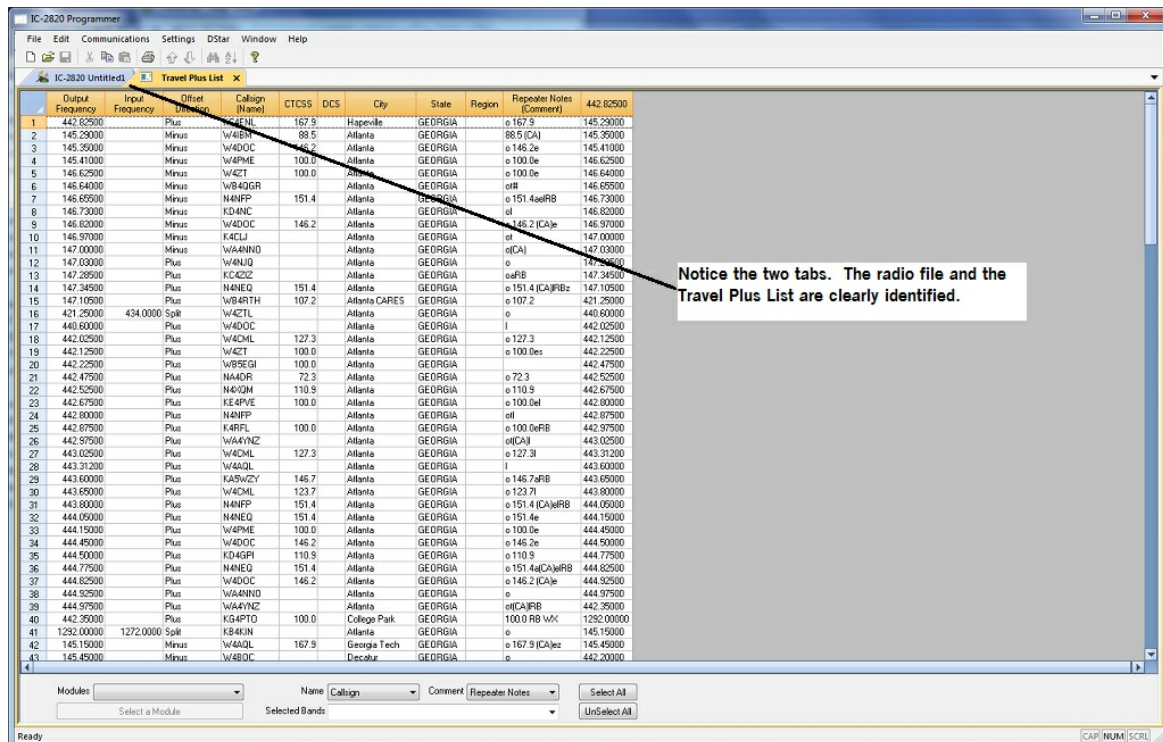 IC-2820 Programmer
File Edit Communications Settings DStar Window Help
IC-2820 Untitled1 Travel Plus List X
Output Frequency Input Frequency Offset Direction Callsign (Name) CTCSS DCS City State Region Repeater Notes (Comment) 442.82500
1 442.82500 Plus 167.9 Hapeville GEORGIA o 167.9 145.29000
2 145.29000 Minus W4IBM 88.5 Atlanta GEORGIA 88.5 (CA) 145.35000
3 145.35000 Minus W4DOC 146.2 Atlanta GEORGIA o 146.2e 145.41000
4 145.41000 Minus W4PME 100.0 Atlanta GEORGIA o 100.0e 146.62500
5 146.62500 Minus W4ZT 100.0 Atlanta GEORGIA o 100.0e 146.64000
6 146.64000 Minus WB4QGR Atlanta GEORGIA ot# 146.65500
7 146.65500 Minus N4NFP 151.4 Atlanta GEORGIA o 151.4aelRB 146.73000
8 146.73000 Minus KD4NC Atlanta GEORGIA ol 146.82000
9 146.82000 Minus W4DOC 146.2 Atlanta GEORGIA o 146.2 (CA)e 146.97000
10 146.97000 Minus K4CLJ Atlanta GEORGIA ot 147.00000
11 147.00000 Minus WA4NNO Atlanta GEORGIA o(CA) 147.03000
12 147.03000 Plus W4NJQ Atlanta GEORGIA o 147.28500
13 147.28500 Plus KC4ZIZ Atlanta GEORGIA oaRB 147.34500
14 147.34500 Plus N4NEQ 151.4 Atlanta GEORGIA o 151.4 (CA)lRBz 147.10500
15 147.10500 Plus WB4RTH 107.2 Atlanta CARES GEORGIA o 107.2 421.25000
16 421.25000 434.0000 Split W4ZTL Atlanta GEORGIA o 440.60000
17 440.60000 Plus W4DOC Atlanta GEORGIA l 442.02500
18 442.02500 Plus W4CML 127.3 Atlanta GEORGIA o 127.3 442.12500
19 442.12500 Plus W4ZT 100.0 Atlanta GEORGIA o 100.0es 442.22500
20 442.22500 Plus WB5EGI 100.0 Atlanta GEORGIA 442.47500
21 442.47500 Plus NA4DR 72.3 Atlanta GEORGIA o 72.3 442.52500
22 442.52500 Plus N4XQM 110.9 Atlanta GEORGIA o 110.9 442.67500
23 442.67500 Plus KE4PVE 100.0 Atlanta GEORGIA o 100.0el 442.80000
24 442.80000 Plus N4NFP Atlanta GEORGIA otl 442.87500
25 442.87500 Plus K4RFL 100.0 Atlanta GEORGIA o 100.0eRB 442.97500
26 442.97500 Plus WA4YNZ Atlanta GEORGIA ot(CA)l 443.02500
27 443.02500 Plus W4CML 127.3 Atlanta GEORGIA o 127.3l 443.31200
28 443.31200 Plus W4AQL Atlanta GEORGIA l 443.60000
29 443.60000 Plus KA5WZY 146.7 Atlanta GEORGIA o 146.7aRB 443.65000
30 443.65000 Plus W4CML 123.7 Atlanta GEORGIA o 123.7l 443.80000
31 443.80000 Plus N4NFP 151.4 Atlanta GEORGIA o 151.4 (CA)elRB 444.05000
32 444.05000 Plus N4NEQ 151.4 Atlanta GEORGIA o 151.4e 444.15000
33 444.15000 Plus W4PME 100.0 Atlanta GEORGIA o 100.0e 444.45000
34 444.45000 Plus W4DOC 146.2 Atlanta GEORGIA o 146.2e 444.50000
35 444.50000 Plus KD4GPI 110.9 Atlanta GEORGIA o 110.9 444.77500
36 444.77500 Plus N4NEQ 151.4 Atlanta GEORGIA o 151.4a(CA)elRB 444.82500
37 444.82500 Plus W4DOC 146.2 Atlanta GEORGIA o 146.2 (CA)e 444.92500
38 444.92500 Plus WA4NNO Atlanta GEORGIA o 444.97500
39 444.97500 Plus WA4YNZ Atlanta GEORGIA ot(CA)lRB 442.35000
40 442.35000 Plus KG4PTO 100.0 College Park GEORGIA 100.0 RB WX 1292.00000
41 1292.00000 1272.0000 Split KB4KIN Atlanta GEORGIA o 145.15000
42 145.15000 Minus W4AQL 167.9 Georgia Tech GEORGIA o 167.9 (CA)ez 145.45000
43 145.45000 Minus W4BOC Decatur GEORGIA o 442.20000
Notice the two tabs. The radio file and the
Travel Plus List are clearly identified.
Modules Name Callsign Comment Repeater Notes Select All
Select a Module Selected Bands UnSelect All
Ready CAP NUM SCRL